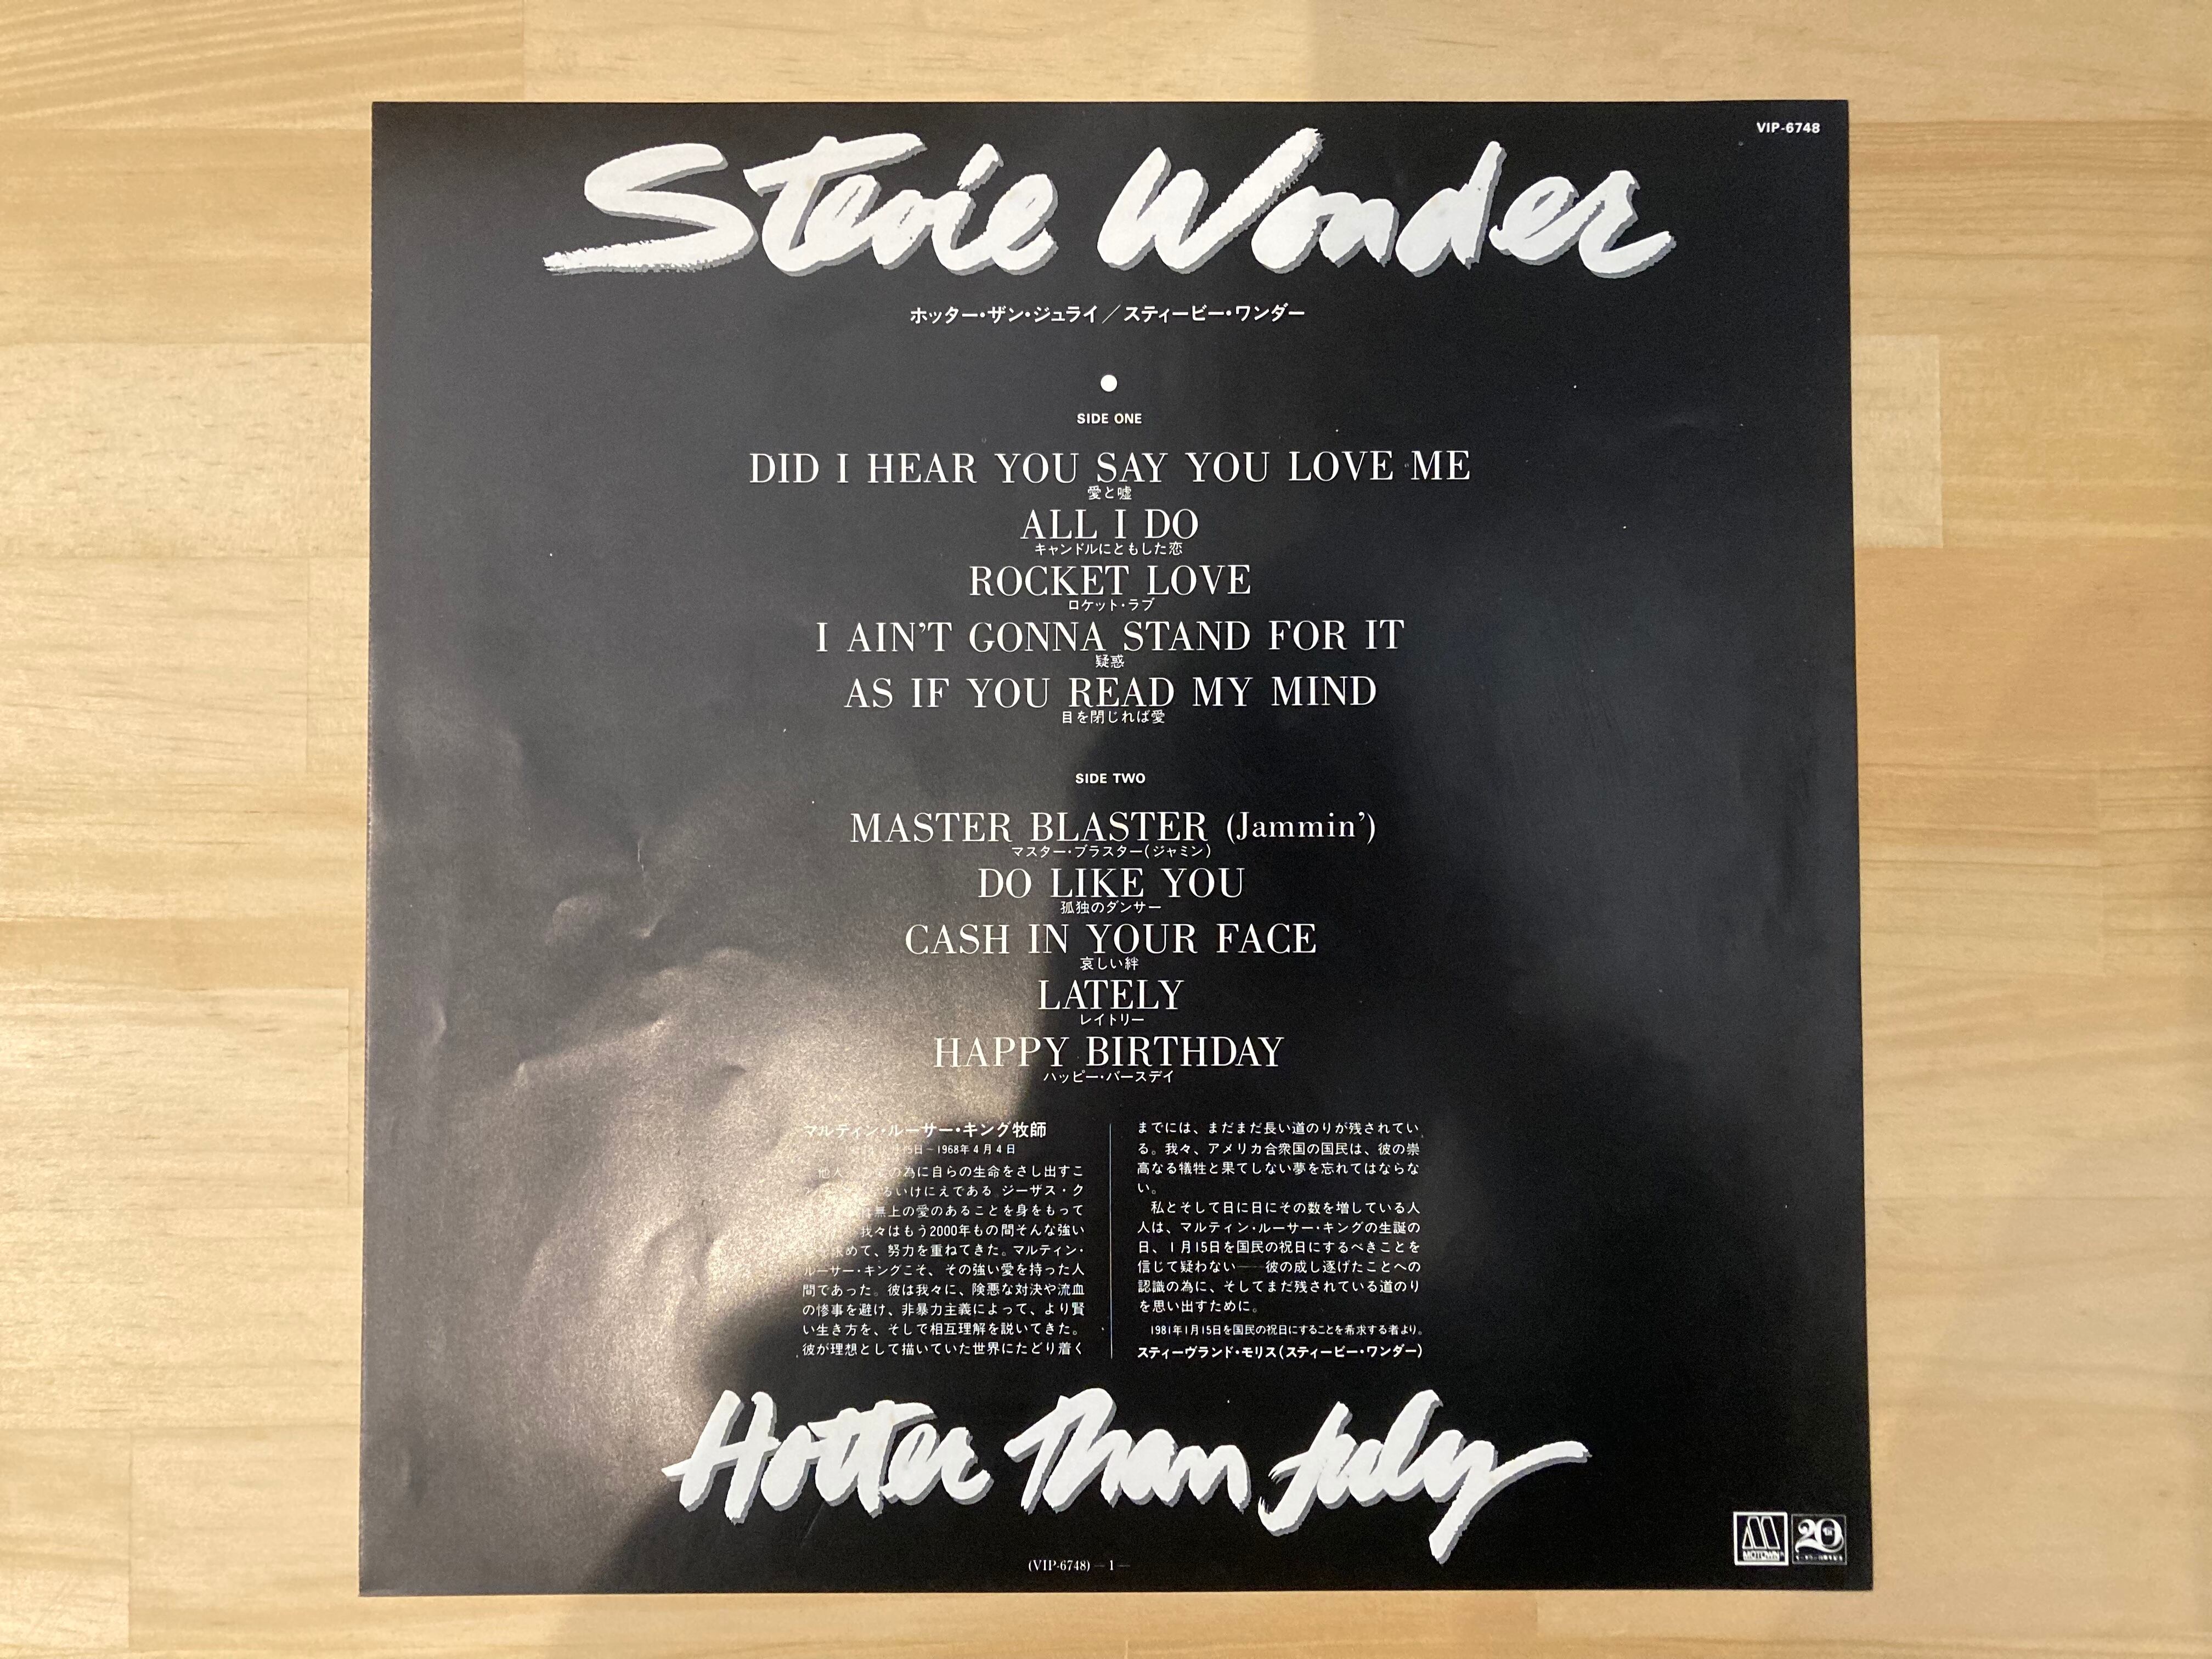 VIP-6748
Stevie Wonder
ホッター・ザン・ジュライ／スティービー・ワンダー
SIDE ONE
DID I HEAR YOU SAY YOU LOVE ME
愛と嘘
ALL I DO
キャンドルにともした恋
ROCKET LOVE
ロケット・ラブ
I AIN'T GONNA STAND FOR IT
疑惑
AS IF YOU READ MY MIND
目を閉じれば愛
SIDE TWO
MASTER BLASTER (Jammin')
マスター・ブラスター(ジャミン)
DO LIKE YOU
孤独のダンサー
CASH IN YOUR FACE
哀しい絆
LATELY
レイトリー
HAPPY BIRTHDAY
ハッピー・バースデイ
マルティン・ルーサー・キング牧師
15日－1968年4月4日
他人 の為に自らの生命をさし出すこ
るいけにえである ジーザス・ク
無上の愛のあることを身をもって
我々はもう2000年もの間そんな強い
求めて、努力を重ねてきた。マルティン・
ルーサー・キングこそ、その強い愛を持った人
間であった。彼は我々に、険悪な対決や流血
の惨事を避け、非暴力主義によって、より賢
い生き方を、そして相互理解を説いてきた。
彼が理想として描いていた世界にたどり着く
までには、まだまだ長い道のりが残されてい
る。我々、アメリカ合衆国の国民は、彼の崇
高なる犠牲と果てしない夢を忘れてはならな
い。
私とそして日に日にその数を増している人
人は、マルティン・ルーサー・キングの生誕の
日、1月15日を国民の祝日にするべきことを
信じて疑わない——彼の成し遂げたことへの
認識の為に、そしてまだ残されている道のり
を思い出すために。
1981年1月15日を国民の祝日にすることを希求する者より。
スティーヴランド・モリス(スティービー・ワンダー)
Hotter Than July
(VIP-6748) —1—
MOTOWN
20